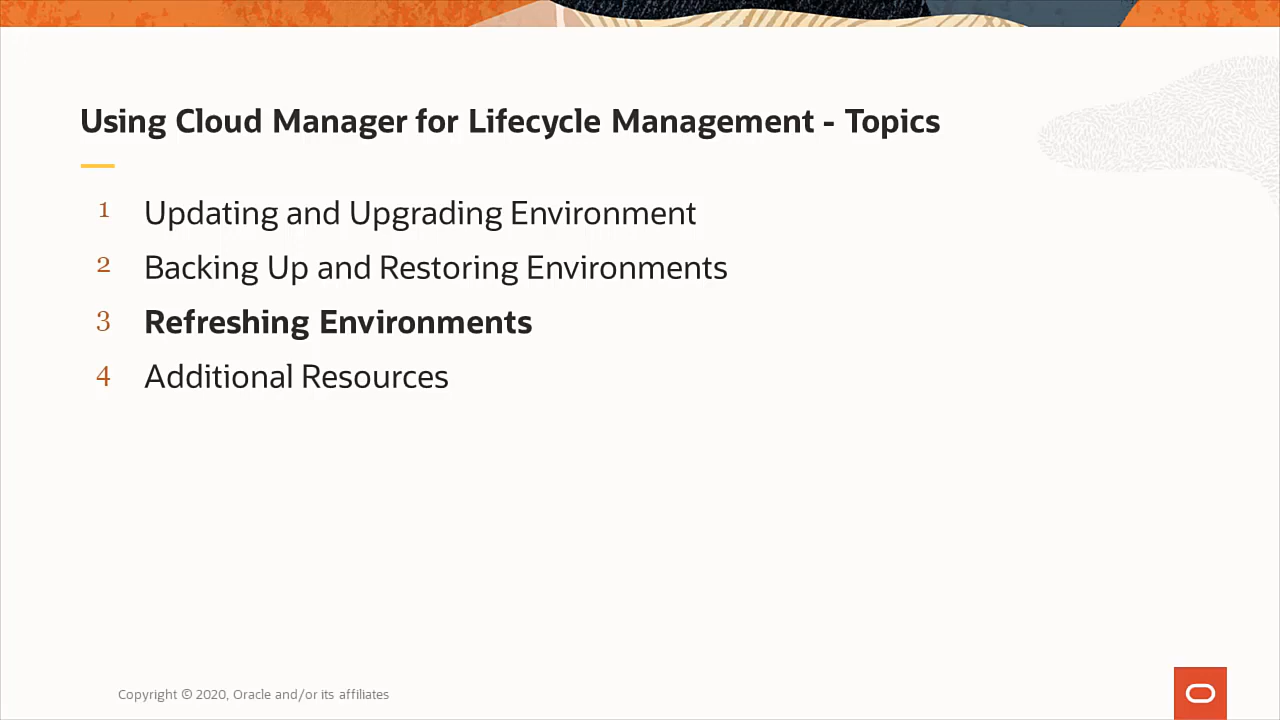 Using Cloud Manager for Lifecycle Management - Topics
1 Updating and Upgrading Environment
2 Backing Up and Restoring Environments
3 Refreshing Environments
4 Additional Resources
Copyright © 2020, Oracle and/or its affiliates